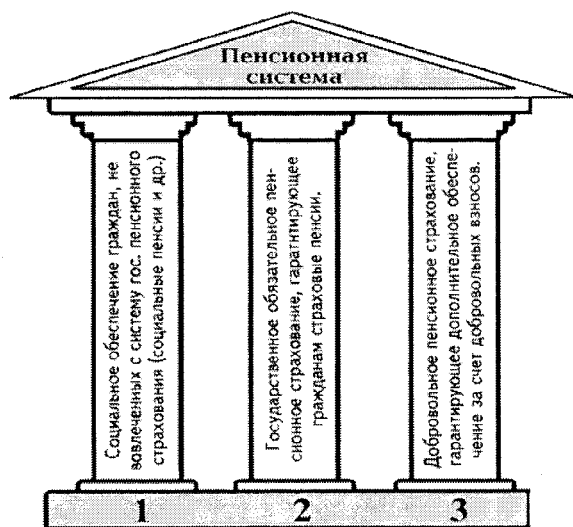 Пенсионная
система
Социальное обеспечение граждан, не
вовлеченных с систему гос. пенсионного
страхования (социальные пенсии и др.)
Государственное обязательное пен-
сионное страхование, гарантирующее
гражданам страховые пенсии.
Добровольное пенсионное страхование,
гарантирующее дополнительное обеспе-
чение за счет добровольных взносов.
1
2
3